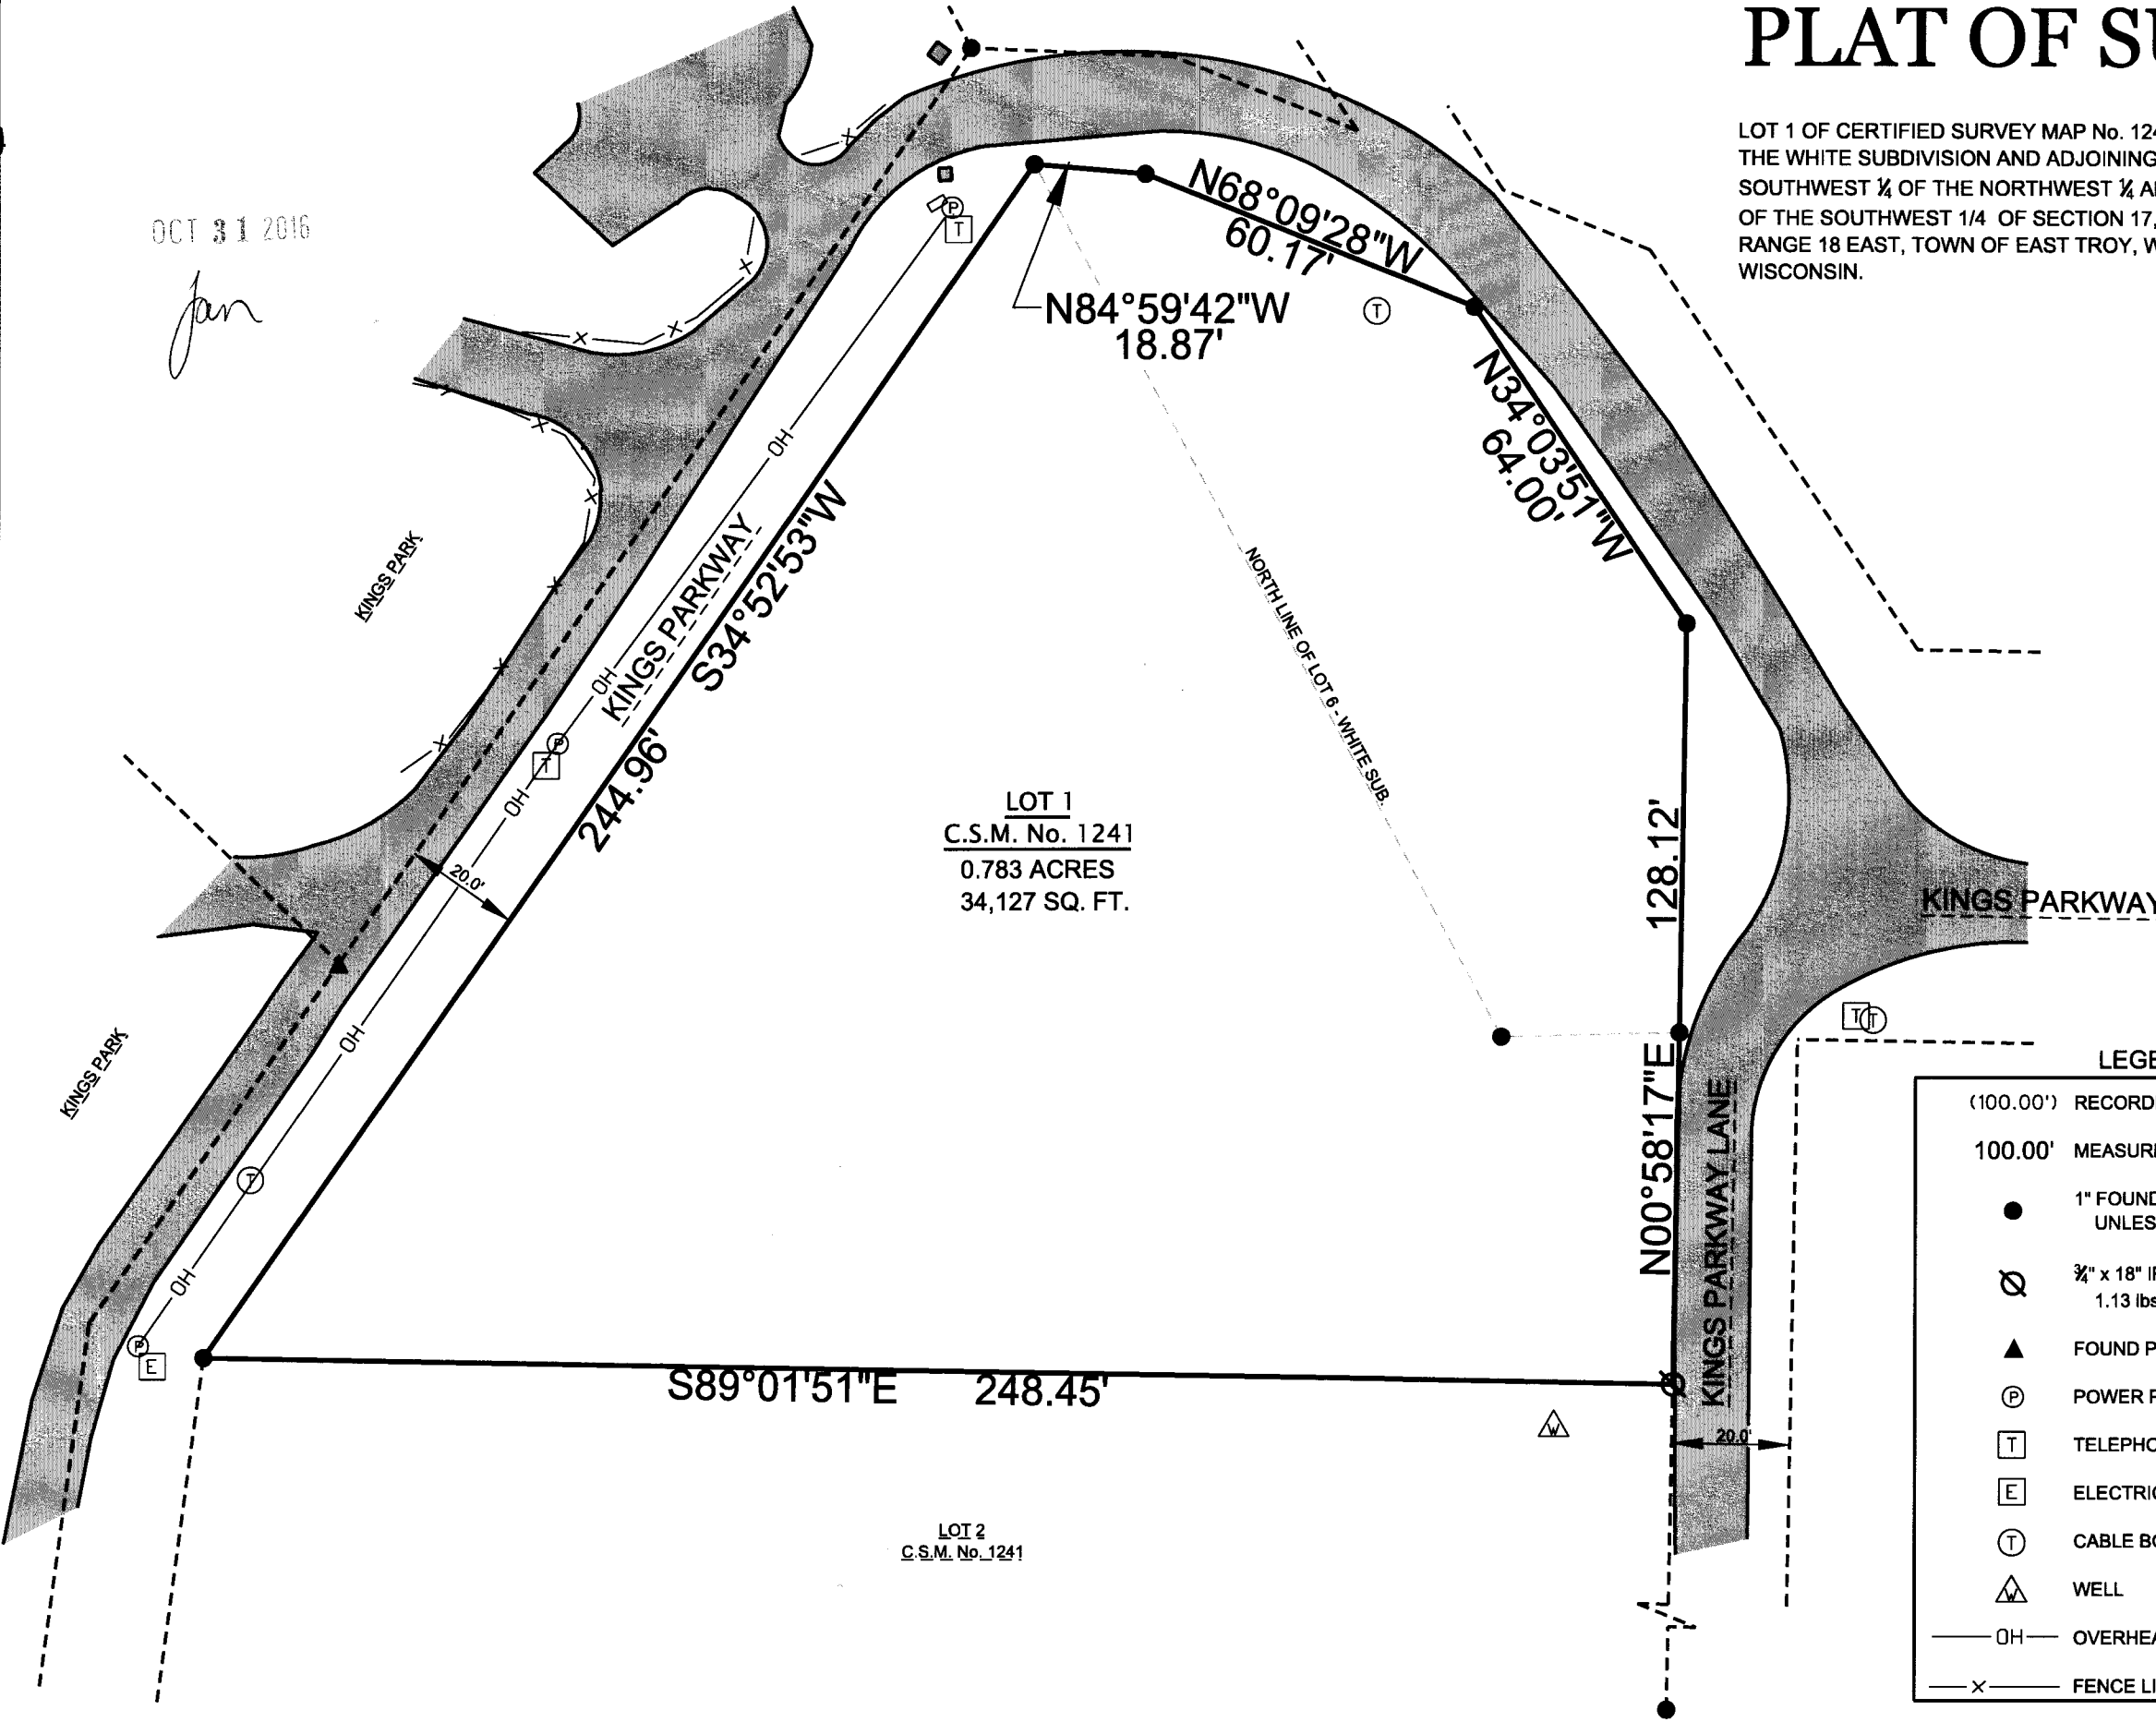 PLAT OF SU
LOT 1 OF CERTIFIED SURVEY MAP No. 124
THE WHITE SUBDIVISION AND ADJOINING
SOUTHWEST ¼ OF THE NORTHWEST ¼ A
OF THE SOUTHWEST 1/4 OF SECTION 17,
RANGE 18 EAST, TOWN OF EAST TROY, W
WISCONSIN.
OCT 31 2016
Jan
P
T
N68°09'28"W
60.17'
N84°59'42"W
18.87'
T
N34°03'51"W
64.00'
OH
KINGS PARKWAY
S34°52'53"W
244.96'
OH
P
T
OH
KINGS PARK
NORTH LINE OF LOT 6 - WHITE SUB.
LOT 1
C.S.M. No. 1241
0.783 ACRES
34,127 SQ. FT.
20.0'
128.12'
KINGS PARKWAY
T T
OH
KINGS PARK
N00°58'17"E
KINGS PARKWAY LANE
T
OH
P
E
S89°01'51"E 248.45'
W
20.0'
LOT 2
C.S.M. No. 1241
LEGE
(100.00') RECORD
100.00' MEASUR
1" FOUND
UNLES
¾" x 18" I
1.13 lbs
FOUND P
P POWER P
T TELEPHO
E ELECTRI
T CABLE BO
W WELL
OH OVERHEA
x FENCE LI